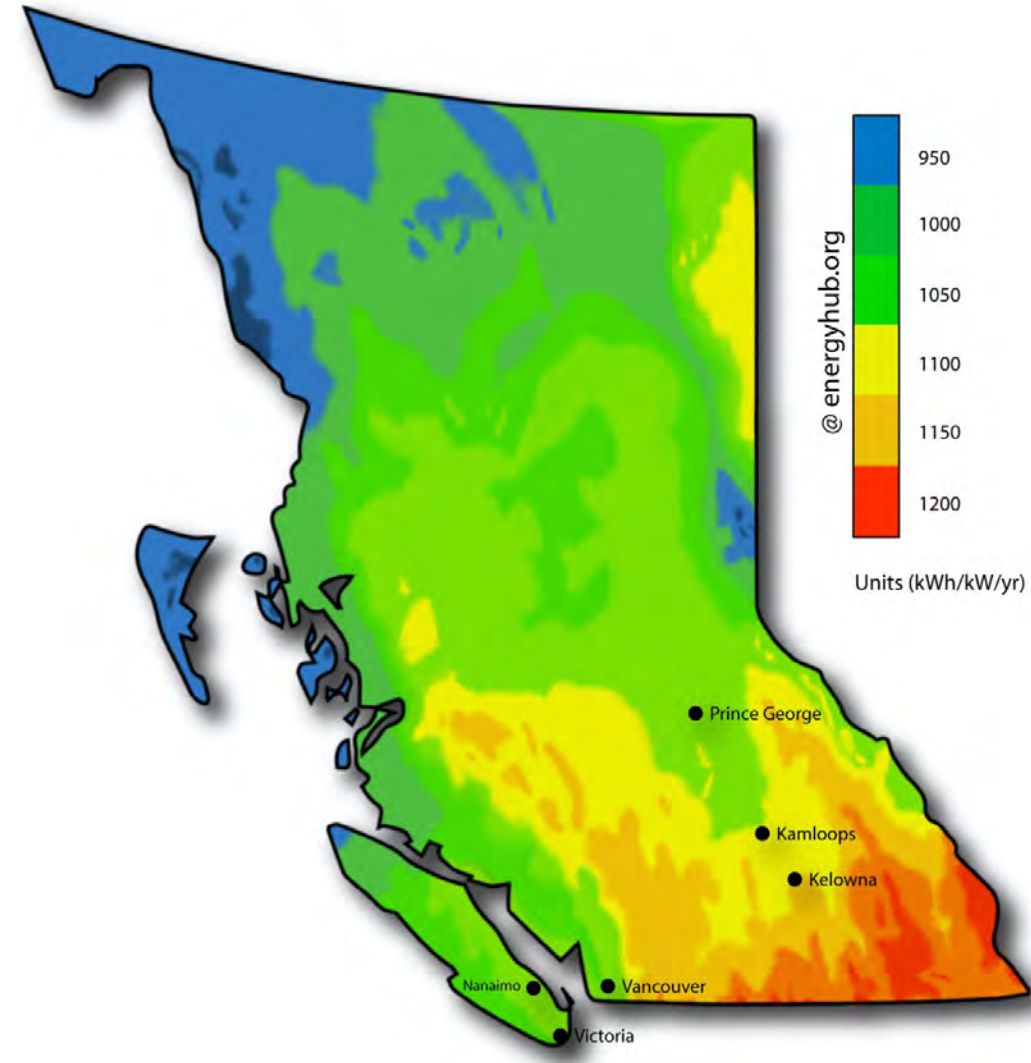 950
1000
1050
1100
1150
1200
@ energyhub.org
Units (kWh/kW/yr)
Prince George
Kamloops
Kelowna
Nanaimo
Vancouver
Victoria